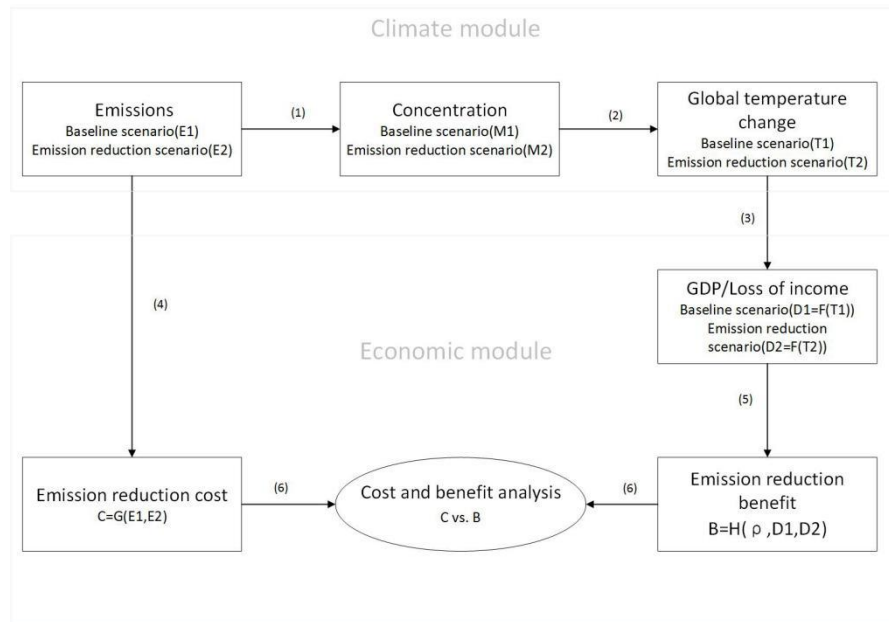 Climate module
Emissions
Baseline scenario(E1)
Emission reduction scenario(E2)
(1)
Concentration
Baseline scenario(M1)
Emission reduction scenario(M2)
(2)
Global temperature
change
Baseline scenario(T1)
Emission reduction scenario(T2)
(3)
(4)
GDP/Loss of income
Baseline scenario(D1=F(T1))
Emission reduction
scenario(D2=F(T2))
Economic module
(5)
Emission reduction cost
C=G(E1,E2)
(6)
Cost and benefit analysis
C vs. B
(6)
Emission reduction
benefit
B=H( ρ ,D1,D2)